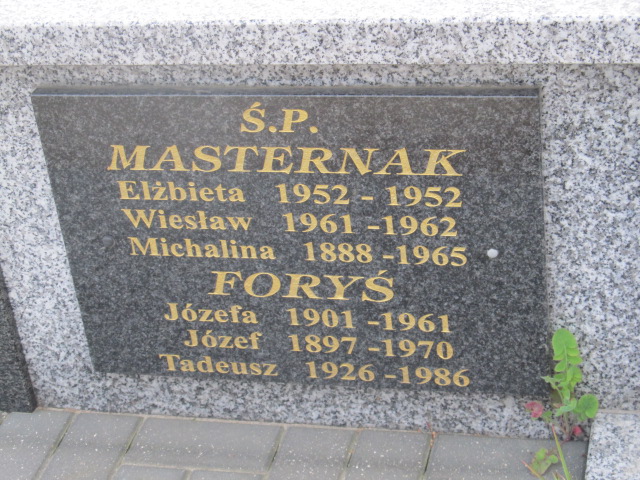 Ś.P.
MASTERNAK
Elżbieta 1952 - 1952
Wiesław 1961 - 1962
Michalina 1888 - 1965
FORYŚ
Józefa 1901 - 1961
Józef 1897 - 1970
Tadeusz 1926 - 1986